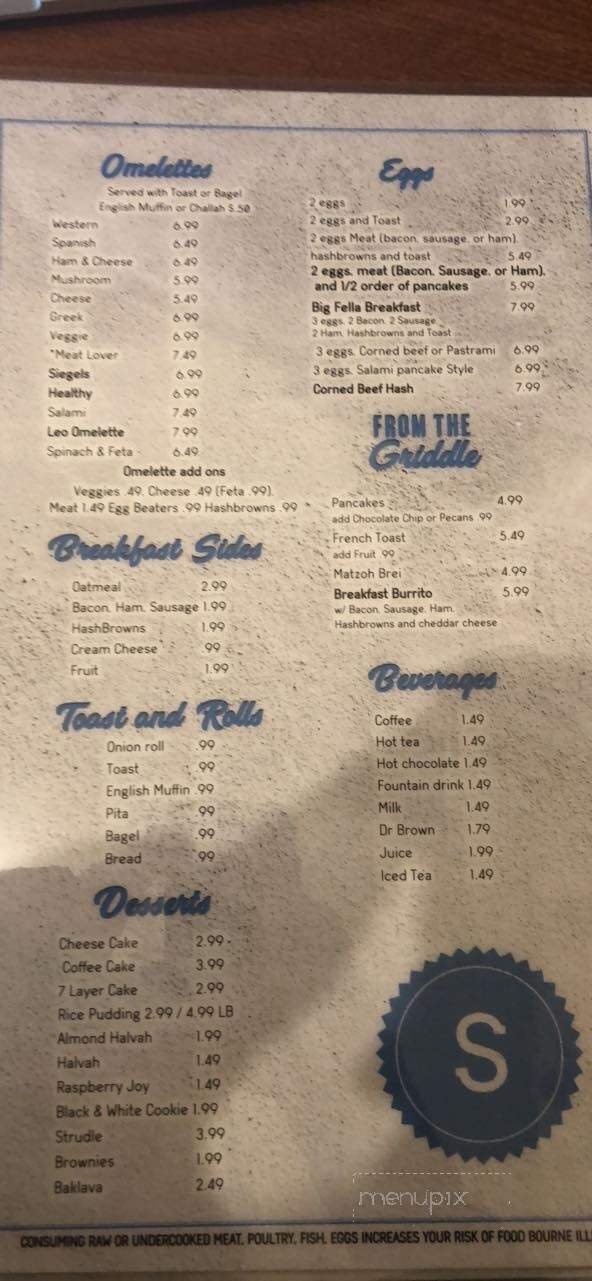 Omelettes
Served with Toast or Bagel
English Muffin or Challah $.50
Western 6.99
Spanish 6.49
Ham & Cheese 6.49
Mushroom 5.99
Cheese 5.49
Greek 6.99
Veggie 6.99
*Meat Lover 7.49
Siegels 6.99
Healthy 6.99
Salami 7.49
Leo Omelette 7.99
Spinach & Feta 6.49
Omelette add ons
Veggies .49. Cheese .49 (Feta .99).
Meat 1.49 Egg Beaters .99 Hashbrowns .99
Breakfast Sides
Oatmeal 2.99
Bacon. Ham. Sausage 1.99
HashBrowns 1.99
Cream Cheese .99
Fruit 1.99
Toast and Rolls
Onion roll .99
Toast .99
English Muffin .99
Pita .99
Bagel .99
Bread .99
Desserts
Cheese Cake 2.99
Coffee Cake 3.99
7 Layer Cake 2.99
Rice Pudding 2.99 / 4.99 LB
Almond Halvah 1.99
Halvah 1.49
Raspberry Joy 1.49
Black & White Cookie 1.99
Strudle 3.99
Brownies 1.99
Baklava 2.49
Eggs
2 eggs 1.99
2 eggs and Toast 2.99
2 eggs Meat (bacon. sausage. or ham).
hashbrowns and toast 5.49
2 eggs. meat (Bacon. Sausage. or Ham).
and 1/2 order of pancakes 5.99
Big Fella Breakfast 7.99
3 eggs. 2 Bacon. 2 Sausage.
2 Ham. Hashbrowns and Toast
3 eggs. Corned beef or Pastrami 6.99
3 eggs. Salami pancake Style 6.99
Corned Beef Hash 7.99
FROM THE
Griddle
Pancakes 4.99
add Chocolate Chip or Pecans .99
French Toast 5.49
add Fruit .99
Matzoh Brei 4.99
Breakfast Burrito 5.99
w/ Bacon. Sausage. Ham.
Hashbrowns and cheddar cheese
Beverages
Coffee 1.49
Hot tea 1.49
Hot chocolate 1.49
Fountain drink 1.49
Milk 1.49
Dr Brown 1.79
Juice 1.99
Iced Tea 1.49
S
menupix
CONSUMING RAW OR UNDERCOOKED MEAT. POULTRY. FISH. EGGS INCREASES YOUR RISK OF FOOD BOURNE ILL